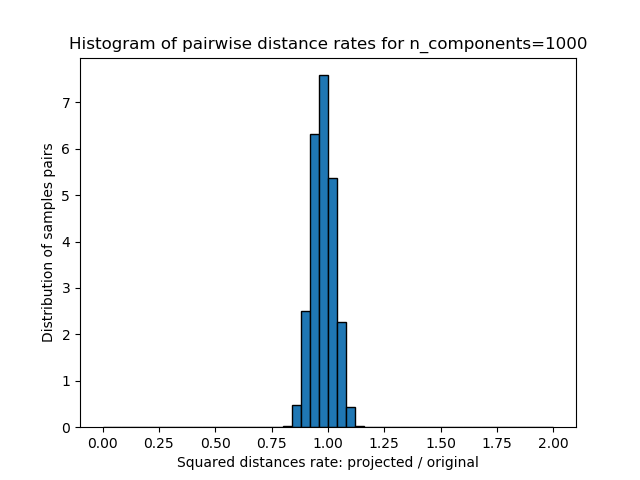 Histogram of pairwise distance rates for n_components=1000
Distribution of samples pairs
7
6
5
4
3
2
1
0
0.00 0.25 0.50 0.75 1.00 1.25 1.50 1.75 2.00
Squared distances rate: projected / original